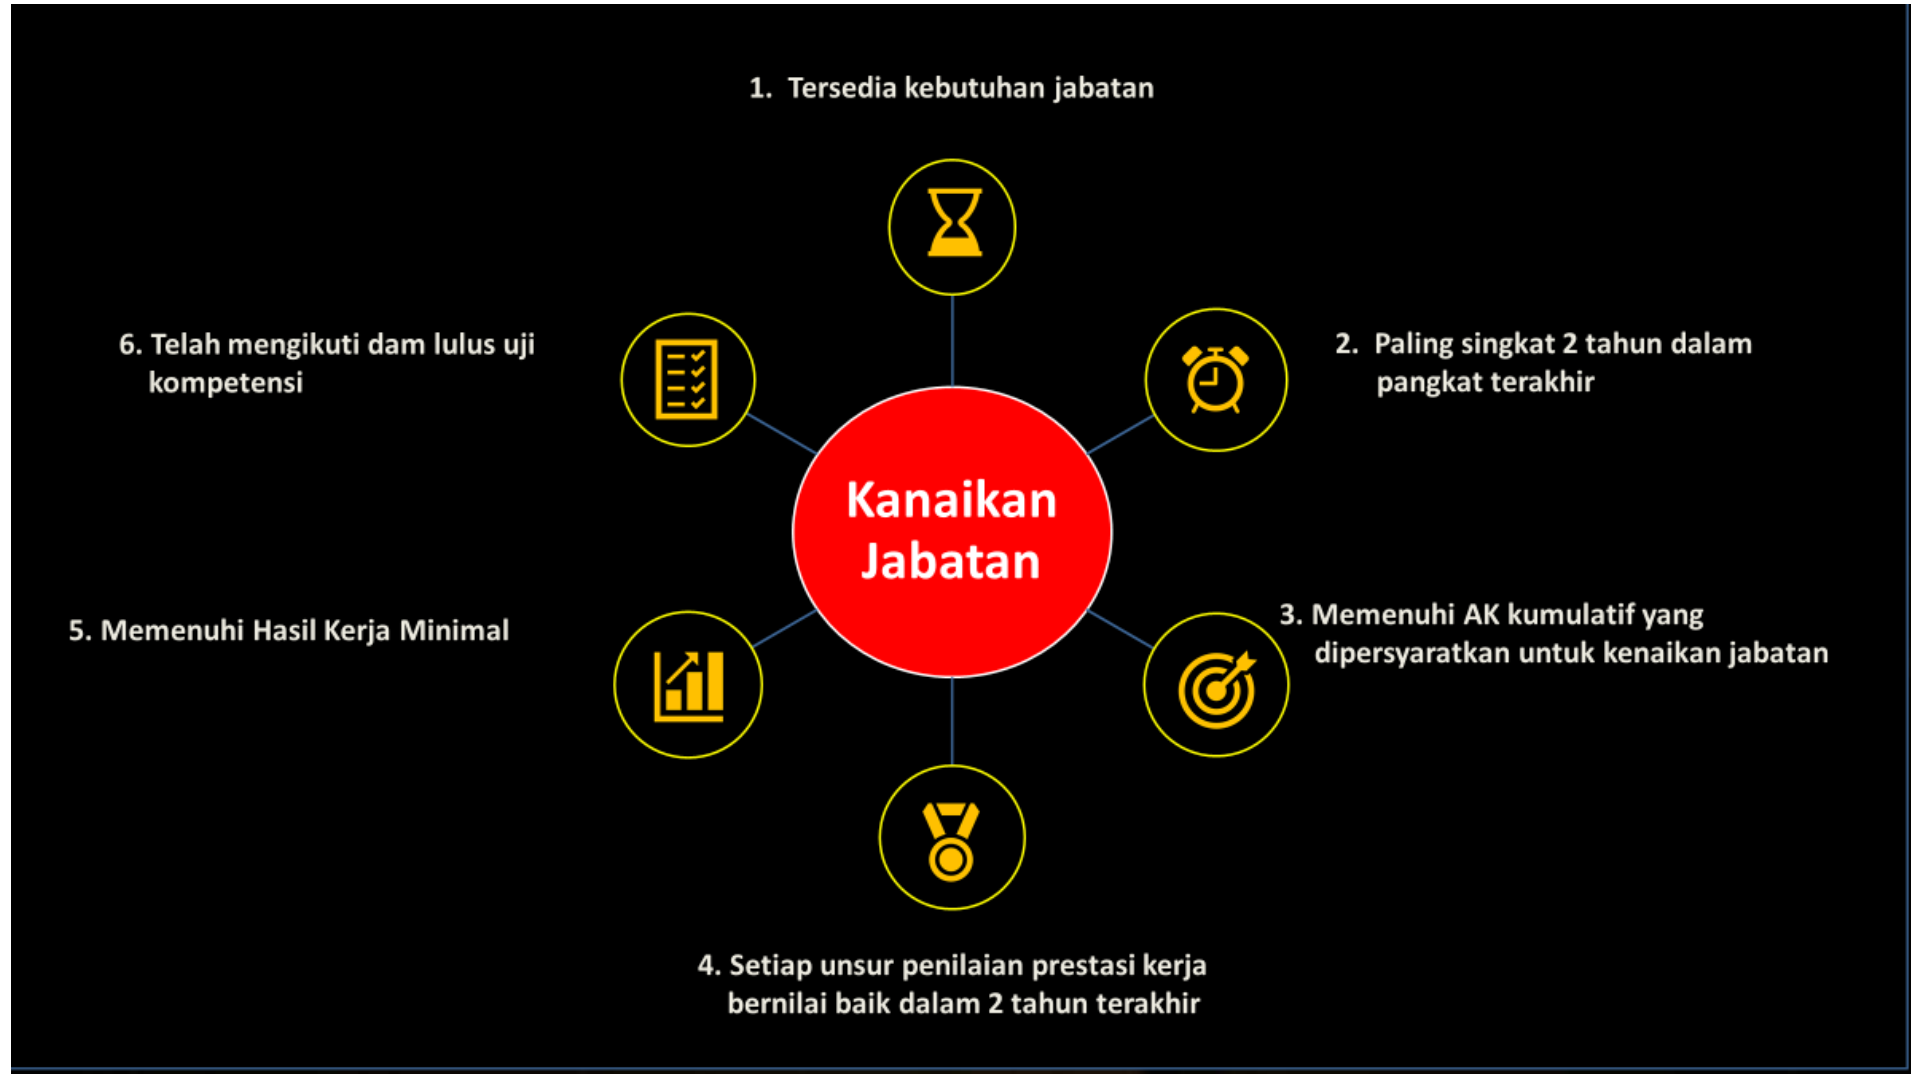 1. Tersedia kebutuhan jabatan
2. Paling singkat 2 tahun dalam
pangkat terakhir
3. Memenuhi AK kumulatif yang
dipersyaratkan untuk kenaikan jabatan
4. Setiap unsur penilaian prestasi kerja
bernilai baik dalam 2 tahun terakhir
5. Memenuhi Hasil Kerja Minimal
6. Telah mengikuti dam lulus uji
kompetensi
Kanaikan
Jabatan